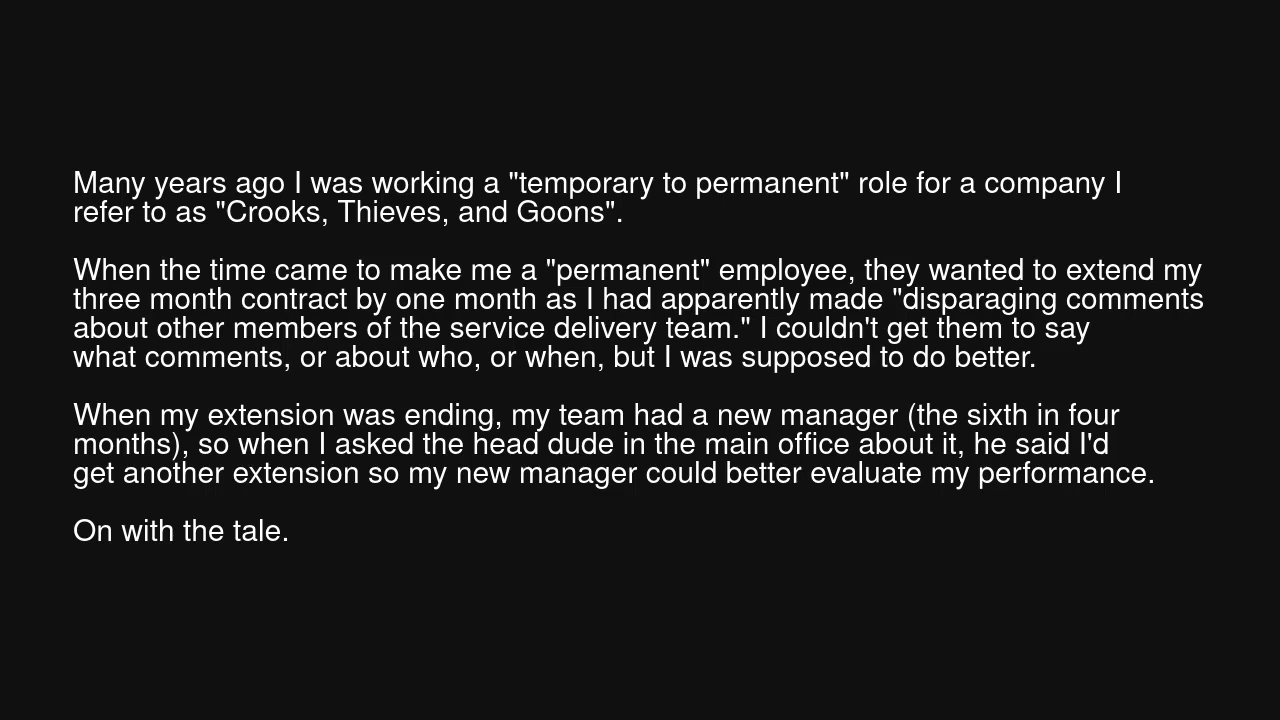 Many years ago I was working a "temporary to permanent" role for a company I
refer to as "Crooks, Thieves, and Goons".
When the time came to make me a "permanent" employee, they wanted to extend my
three month contract by one month as I had apparently made "disparaging comments
about other members of the service delivery team." I couldn't get them to say
what comments, or about who, or when, but I was supposed to do better.
When my extension was ending, my team had a new manager (the sixth in four
months), so when I asked the head dude in the main office about it, he said I'd
get another extension so my new manager could better evaluate my performance.
On with the tale.